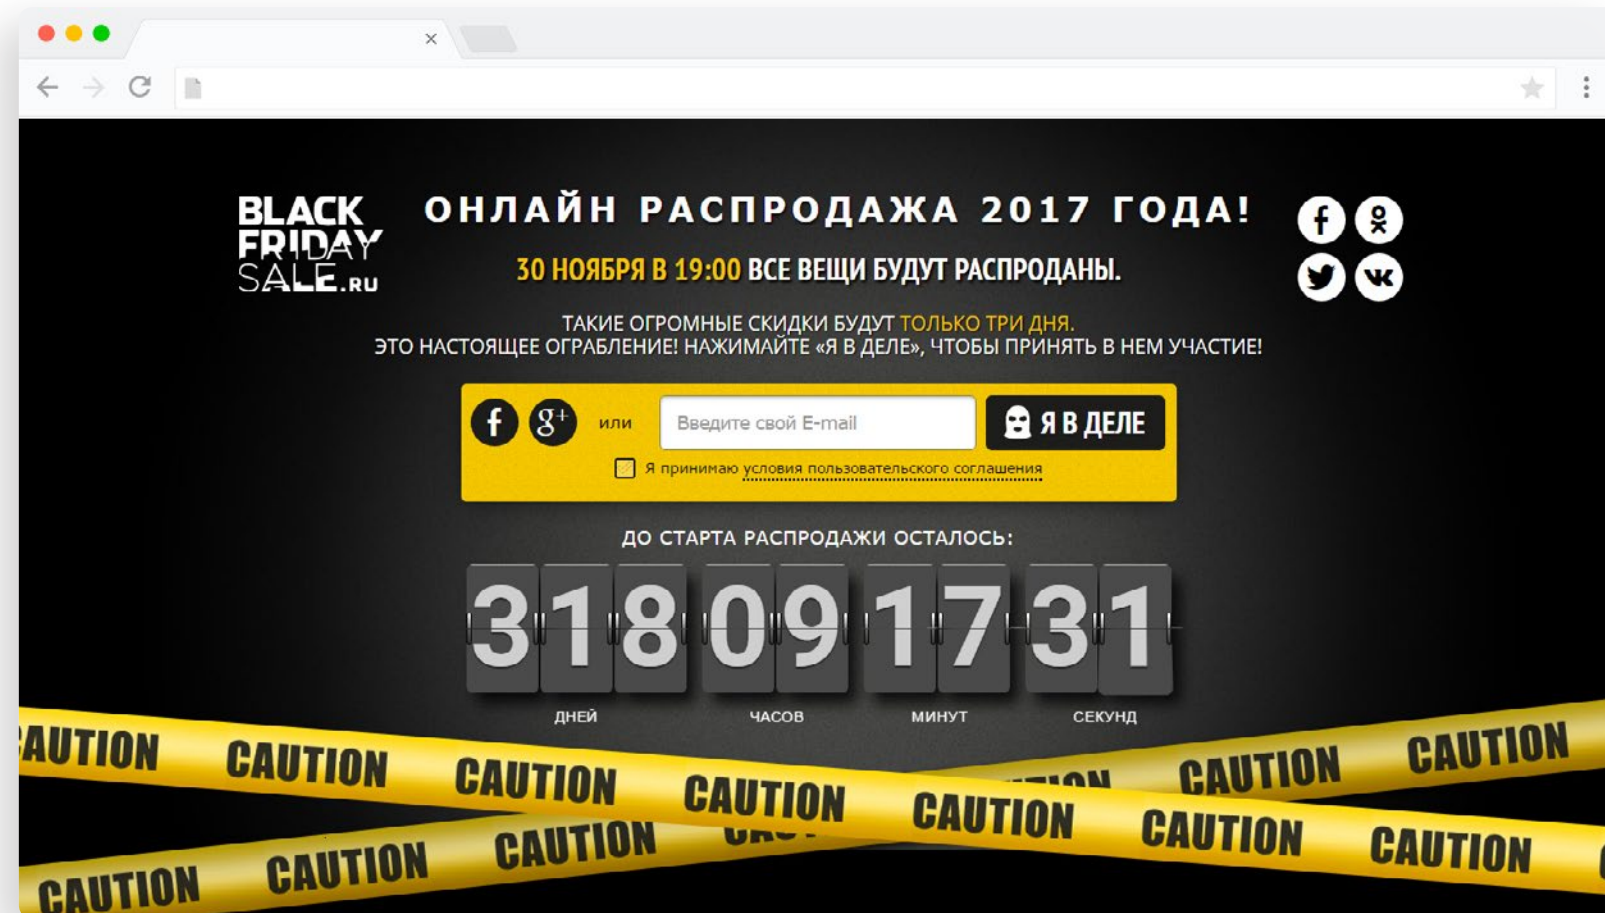 BLACK
FRIDAY
SALE.RU
ОНЛАЙН РАСПРОДАЖА 2017 ГОДА!
30 НОЯБРЯ В 19:00 ВСЕ ВЕЩИ БУДУТ РАСПРОДАНЫ.
ТАКИЕ ОГРОМНЫЕ СКИДКИ БУДУТ ТОЛЬКО ТРИ ДНЯ.
ЭТО НАСТОЯЩЕЕ ОГРАБЛЕНИЕ! НАЖИМАЙТЕ «Я В ДЕЛЕ», ЧТОБЫ ПРИНЯТЬ В НЕМ УЧАСТИЕ!
f g+ или Введите свой E-mail Я В ДЕЛЕ
Я принимаю условия пользовательского соглашения
ДО СТАРТА РАСПРОДАЖИ ОСТАЛОСЬ:
318 09 17 31
ДНЕЙ ЧАСОВ МИНУТ СЕКУНД
CAUTION CAUTION CAUTION CAUTION CAUTION CAUTION CAUTION
CAUTION CAUTION CAUTION CAUTION CAUTION